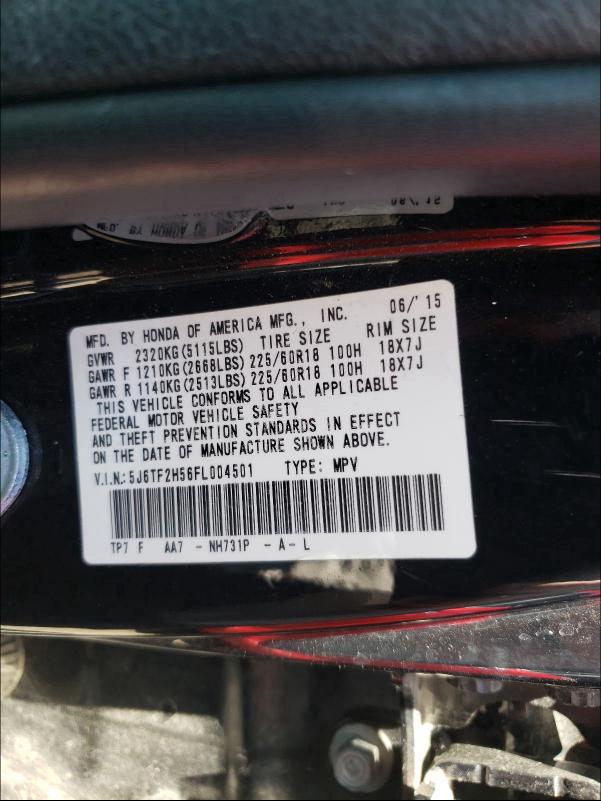 08/'15
MFD. BY HONDA OF AMERICA MFG., INC. 06/'15
GVWR 2320KG(5115LBS) TIRE SIZE RIM SIZE
GAWR F 1210KG(2668LBS) 225/60R18 100H 18X7J
GAWR R 1140KG(2513LBS) 225/60R18 100H 18X7J
THIS VEHICLE CONFORMS TO ALL APPLICABLE
FEDERAL MOTOR VEHICLE SAFETY
AND THEFT PREVENTION STANDARDS IN EFFECT
ON THE DATE OF MANUFACTURE SHOWN ABOVE.
V.I.N.:5J6TF2H56FL004501 TYPE: MPV
TP7 F AA7 - NH731P - A - L